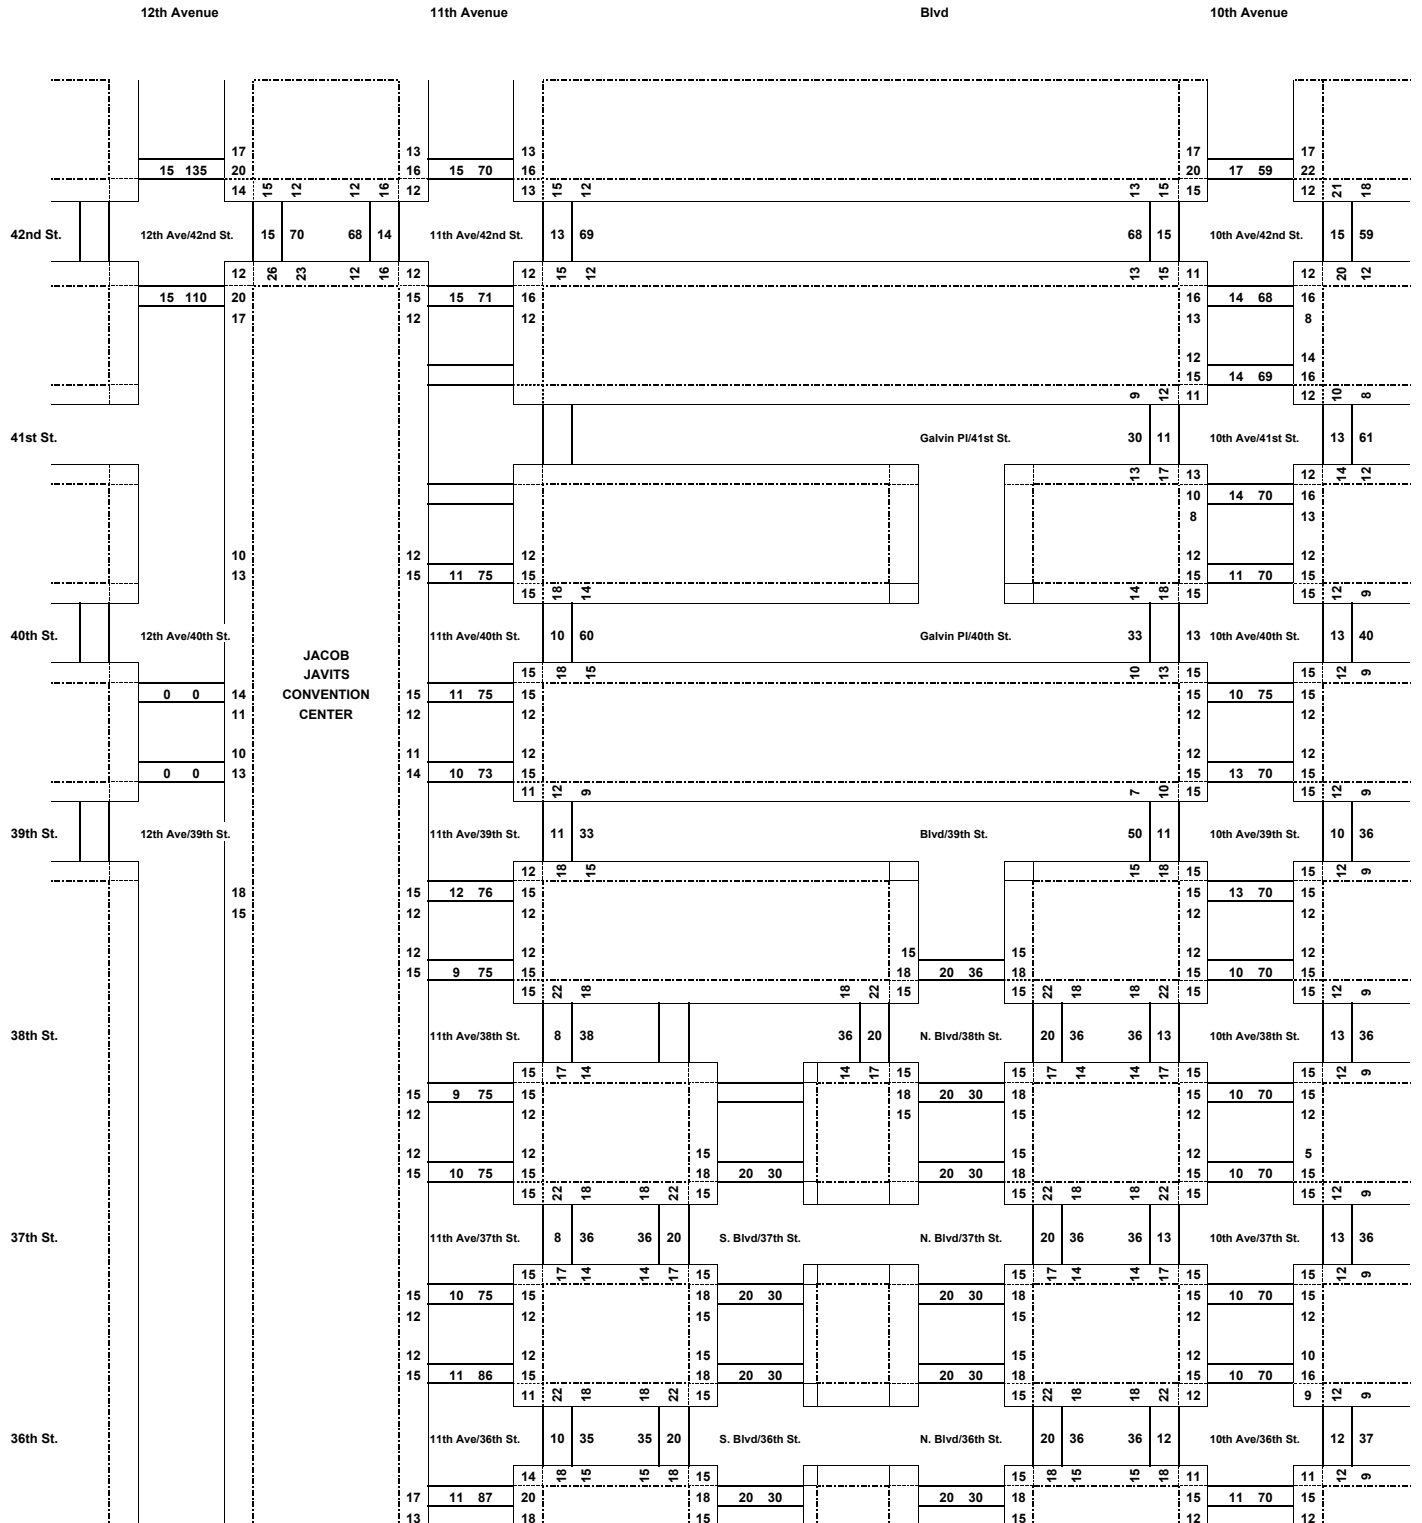 12th Avenue 11th Avenue Blvd 10th Avenue
17 13 13 17 17
15 135 20 16 15 70 16 20 17 59 22
14 15 12 12 16 12 13 15 12 13 15 15 12 21 18
42nd St. 12th Ave/42nd St. 15 70 68 14 11th Ave/42nd St. 13 69 68 15 10th Ave/42nd St. 15 59
12 26 23 12 16 12 12 15 12 13 15 11 12 20 12
15 110 20 15 15 71 16 16 14 68 16
17 12 12 13 8
12 14
15 14 69 16
9 12 11 12 10 8
41st St. Galvin Pl/41st St. 30 11 10th Ave/41st St. 13 61
13 17 13 12 14 12
10 14 70 16
8 13
10 12 12 12 12
13 15 11 75 15 15 11 70 15
15 18 14 14 18 15 15 12 9
40th St. 12th Ave/40th St. 11th Ave/40th St. 10 60 Galvin Pl/40th St. 33 13 10th Ave/40th St. 13 40
JACOB
15 18 15 10 13 15 15 12 9
JAVITS
0 0 14 CONVENTION 15 11 75 15 15 10 75 15
11 CENTER 12 12 12 12
10 11 12 12 12
0 0 13 14 10 73 15 15 13 70 15
11 12 9 7 10 15 15 12 9
39th St. 12th Ave/39th St. 11th Ave/39th St. 11 33 Blvd/39th St. 50 11 10th Ave/39th St. 10 36
12 18 15 15 18 15 15 12 9
18 15 12 76 15 15 13 70 15
15 12 12 12 12
12 12 15 15 12 12
15 9 75 15 18 20 36 18 15 10 70 15
15 22 18 18 22 15 15 22 18 18 22 15 15 12 9
38th St. 11th Ave/38th St. 8 38 36 20 N. Blvd/38th St. 20 36 36 13 10th Ave/38th St. 13 36
15 17 14 14 17 15 15 17 14 14 17 15 15 12 9
15 9 75 15 18 20 30 18 15 10 70 15
12 12 15 15 12 12
12 12 15 15 12 5
15 10 75 15 18 20 30 20 30 18 15 10 70 15
15 22 18 18 22 15 15 22 18 18 22 15 15 12 9
37th St. 11th Ave/37th St. 8 36 36 20 S. Blvd/37th St. N. Blvd/37th St. 20 36 36 13 10th Ave/37th St. 13 36
15 17 14 14 17 15 15 17 14 14 17 15 15 12 9
15 10 75 15 18 20 30 20 30 18 15 10 70 15
12 12 15 15 12 12
12 12 15 15 12 10
15 11 86 15 18 20 30 20 30 18 15 10 70 16
11 22 18 18 22 15 15 22 18 18 22 12 9 12 9
36th St. 11th Ave/36th St. 10 35 35 20 S. Blvd/36th St. N. Blvd/36th St. 20 36 36 12 10th Ave/36th St. 12 37
14 18 15 15 18 15 15 18 15 15 18 11 11 12 9
17 11 87 20 18 20 30 20 30 18 15 11 70 15
13 18 15 15 12 12